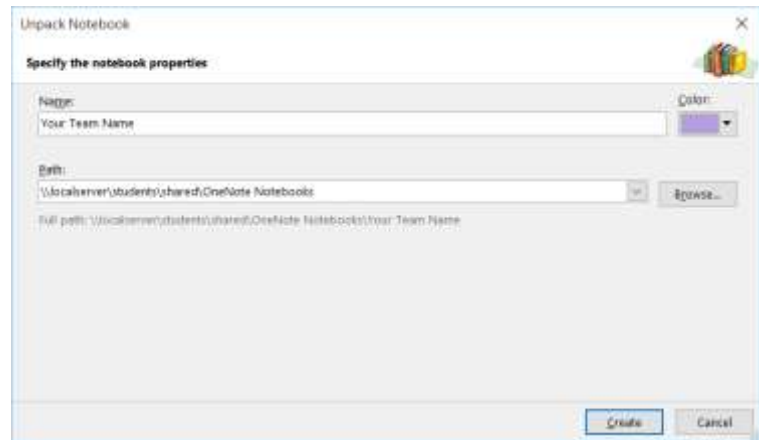 Unpack Notebook
Specify the notebook properties
Name:
Color:
Your Team Name
Path:
\\localserver\students\shared\OneNote Notebooks
Browse...
Full path: \\localserver\students\shared\OneNote Notebooks\Your Team Name
Create
Cancel